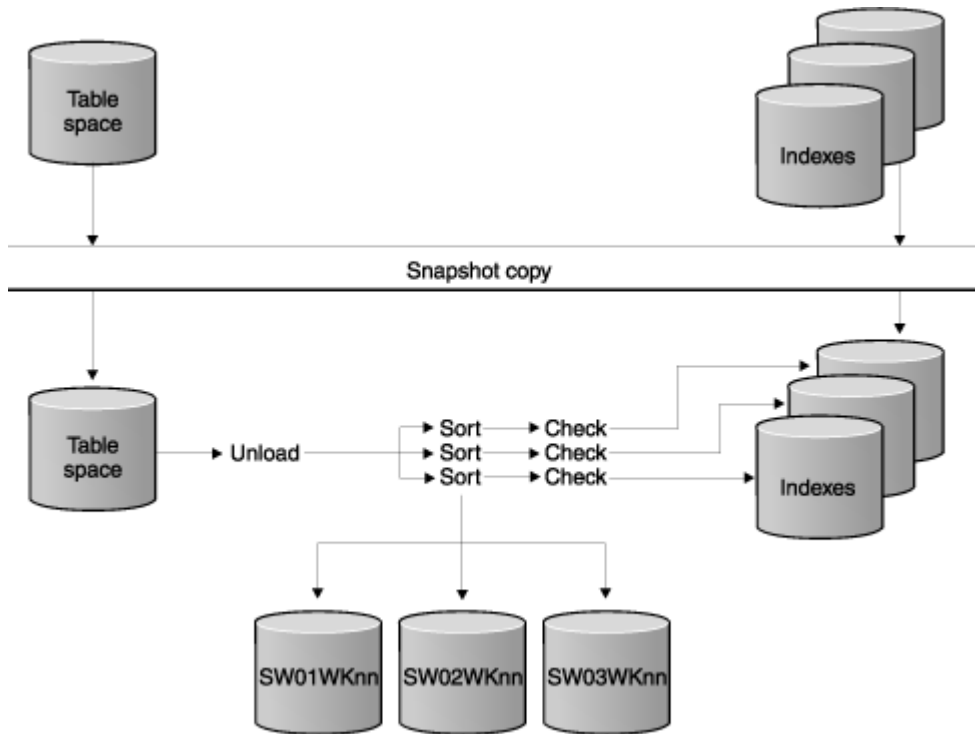 Table
space
Indexes
Snapshot copy
Table
space
Unload
Sort
Check
Sort
Check
Sort
Check
Indexes
SW01WKnn
SW02WKnn
SW03WKnn